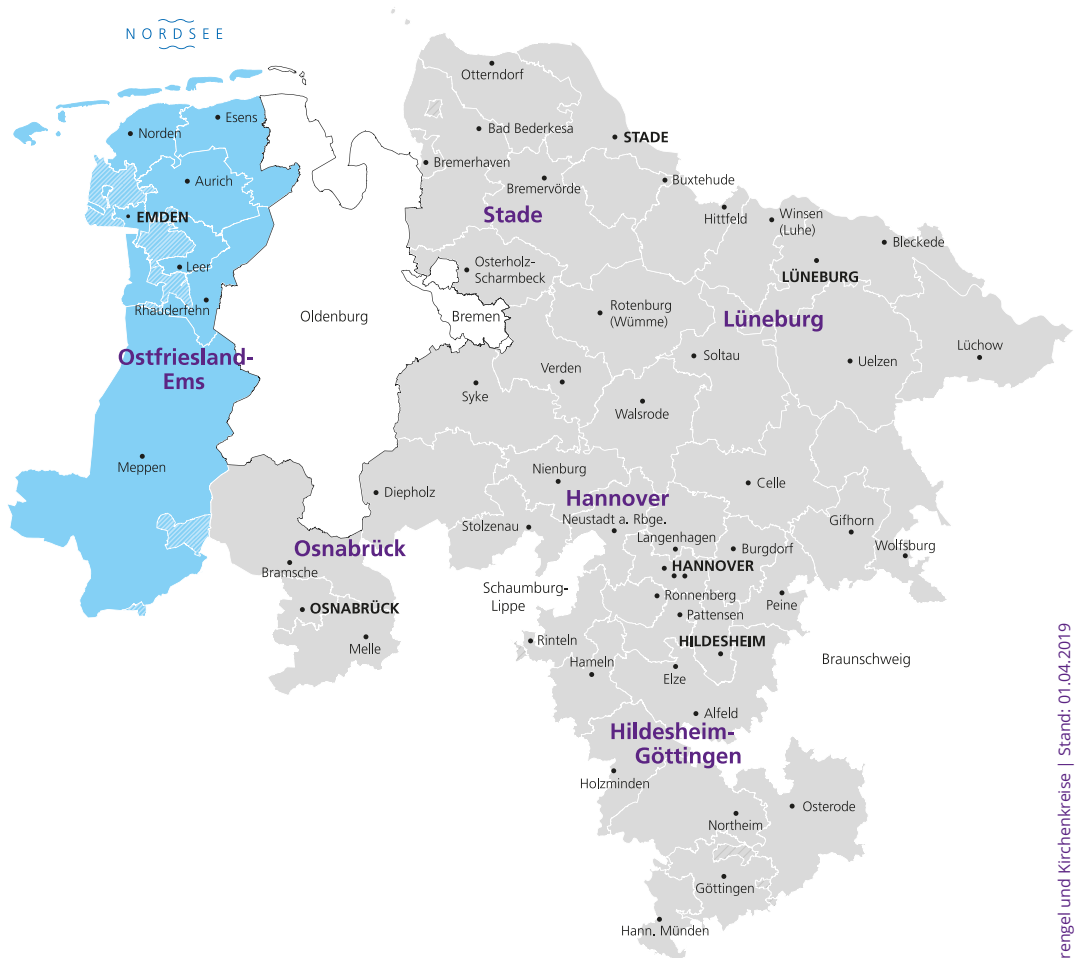 NORDSEE
Otterndorf
Esens
Norden
Bad Bederkesa
STADE
Bremerhaven
Aurich
Bremervörde
Buxtehude
Stade
EMDEN
Hittfeld
Winsen
(Luhe)
Bleckede
Osterholz-
Scharmbeck
Leer
LÜNEBURG
Rhauderfehn
Oldenburg
Bremen
Rotenburg
(Wümme)
Lüneburg
Ostfriesland-
Ems
Soltau
Uelzen
Lüchow
Verden
Syke
Walsrode
Meppen
Nienburg
Celle
Diepholz
Hannover
Stolzenau
Neustadt a. Rbge.
Gifhorn
Langenhagen
Burgdorf
Wolfsburg
Osnabrück
Bramsche
HANNOVER
Schaumburg-
Lippe
Ronnenberg
Peine
OSNABRÜCK
Pattensen
Rinteln
HILDESHEIM
Melle
Hameln
Elze
Braunschweig
Alfeld
Hildesheim-
Göttingen
Holzminden
Osterode
Northeim
Göttingen
Hann. Münden
rengel und Kirchenkreise | Stand: 01.04.2019